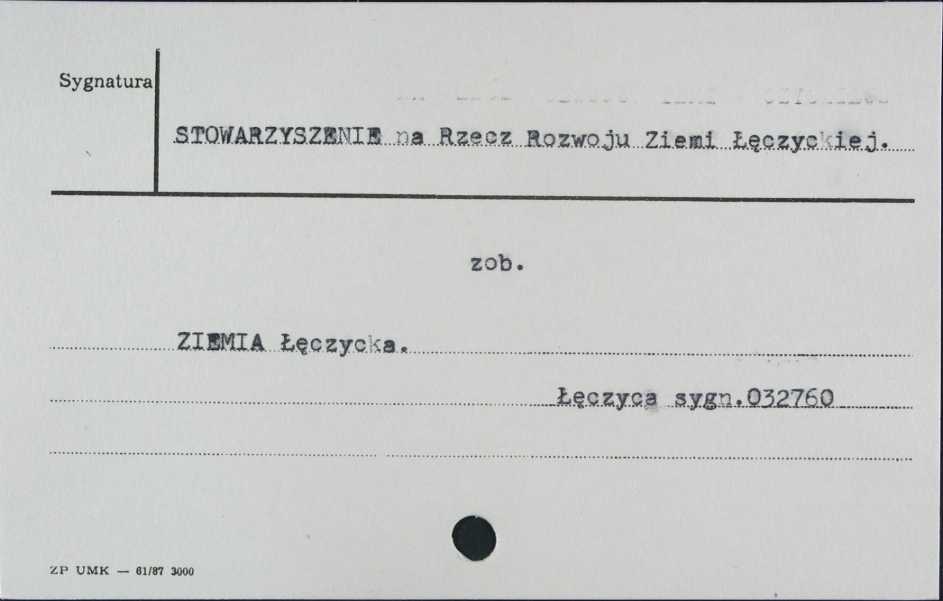 Sygnatura
STOWARZYSZENIE na Rzecz Rozwoju Ziemi Łęczyckiej.
zob.
ZIEMIA Łęczycka.
Łęczyca sygn.032760
ZP UMK — 61/87 3000